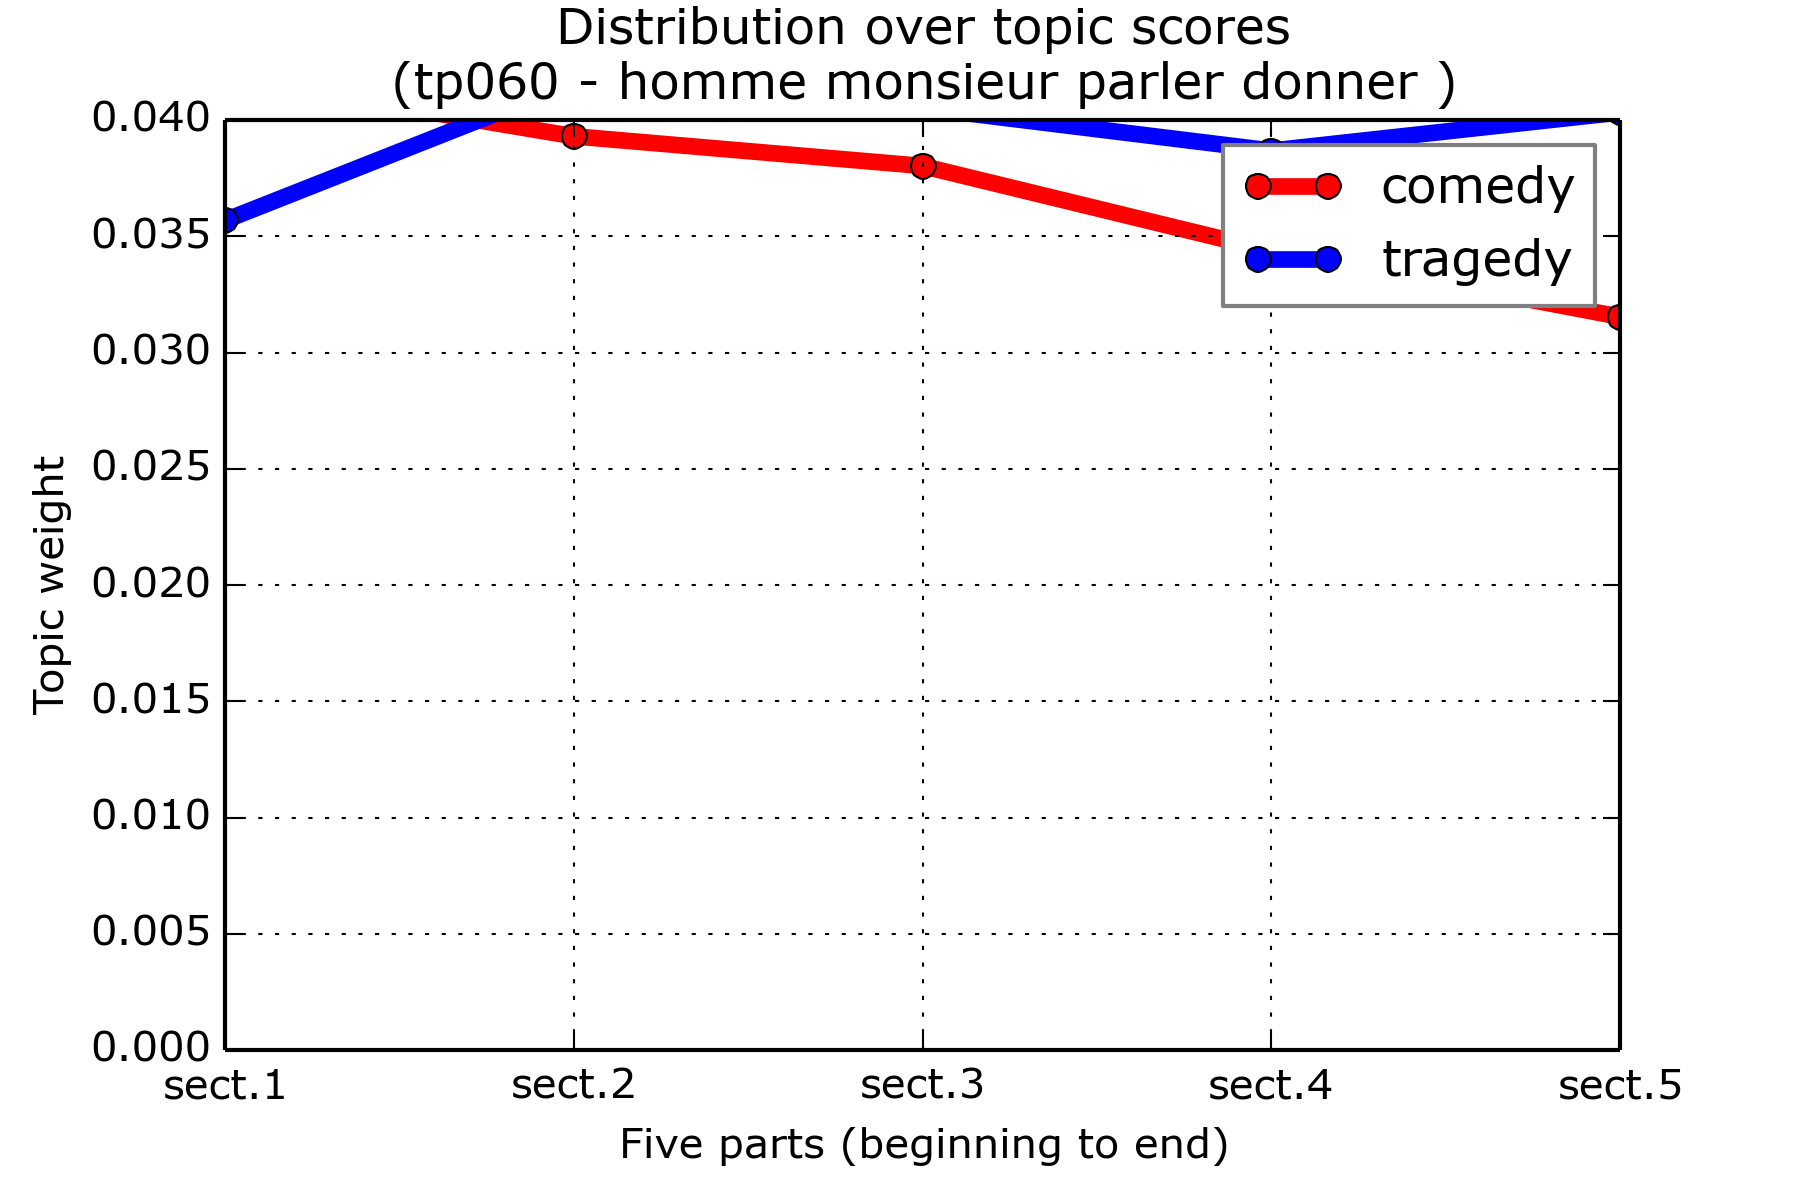 Distribution over topic scores
(tp060 - homme monsieur parler donner )
0.040
0.035
0.030
0.025
0.020
0.015
0.010
0.005
0.000
Topic weight
comedy
tragedy
sect.1 sect.2 sect.3 sect.4 sect.5
Five parts (beginning to end)